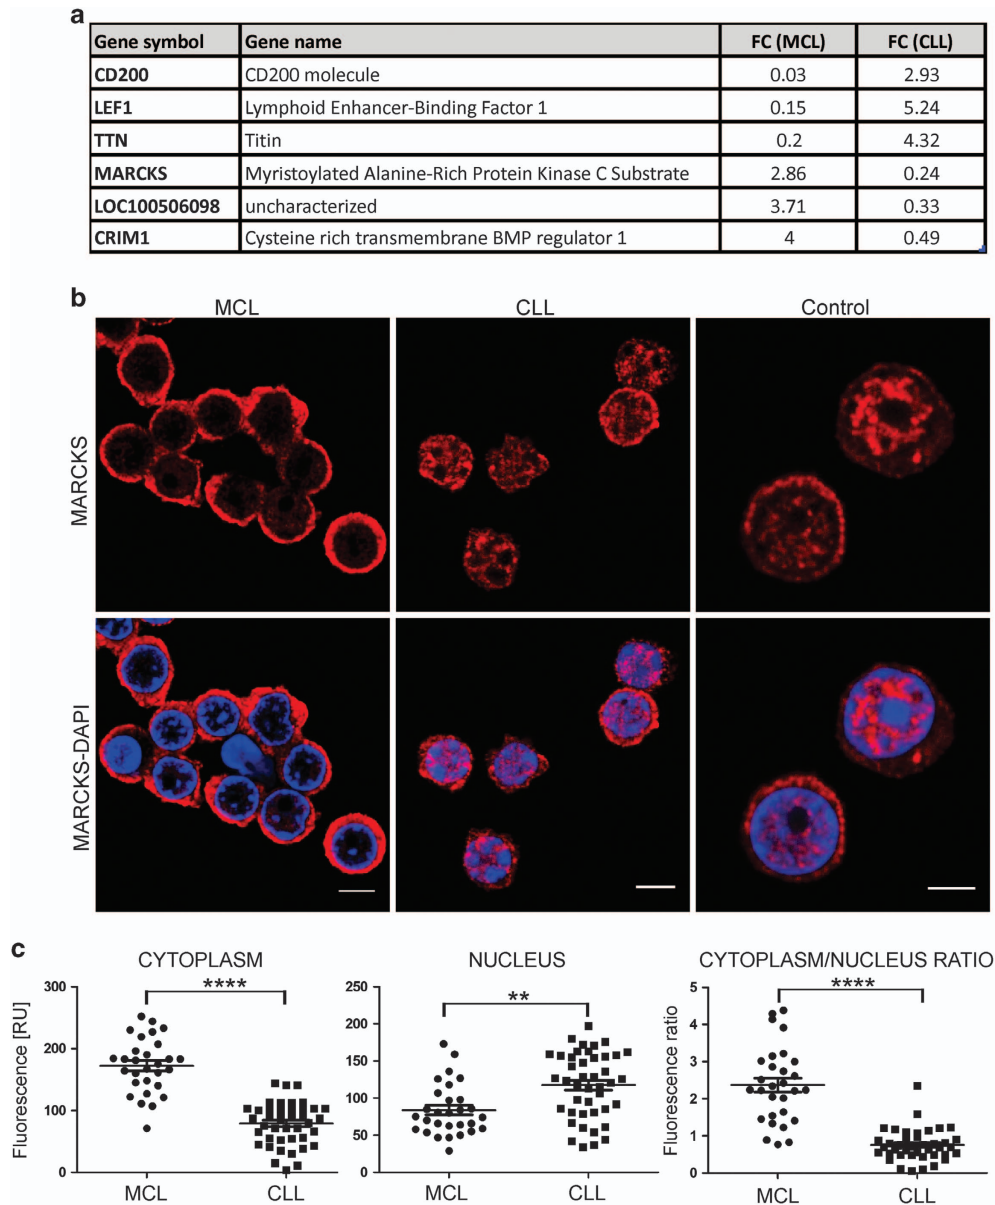 a
Gene symbol Gene name FC (MCL) FC (CLL)
CD200 CD200 molecule 0.03 2.93
LEF1 Lymphoid Enhancer-Binding Factor 1 0.15 5.24
TTN Titin 0.2 4.32
MARCKS Myristoylated Alanine-Rich Protein Kinase C Substrate 2.86 0.24
LOC100506098 uncharacterized 3.71 0.33
CRIM1 Cysteine rich transmembrane BMP regulator 1 4 0.49
b
MCL CLL Control
MARCKS
MARCKS-DAPI
c
CYTOPLASM
****
Fluorescence [RU]
300
200
100
0
MCL CLL
NUCLEUS
**
250
200
150
100
50
0
MCL CLL
CYTOPLASM/NUCLEUS RATIO
****
Fluorescence ratio
5
4
3
2
1
0
MCL CLL